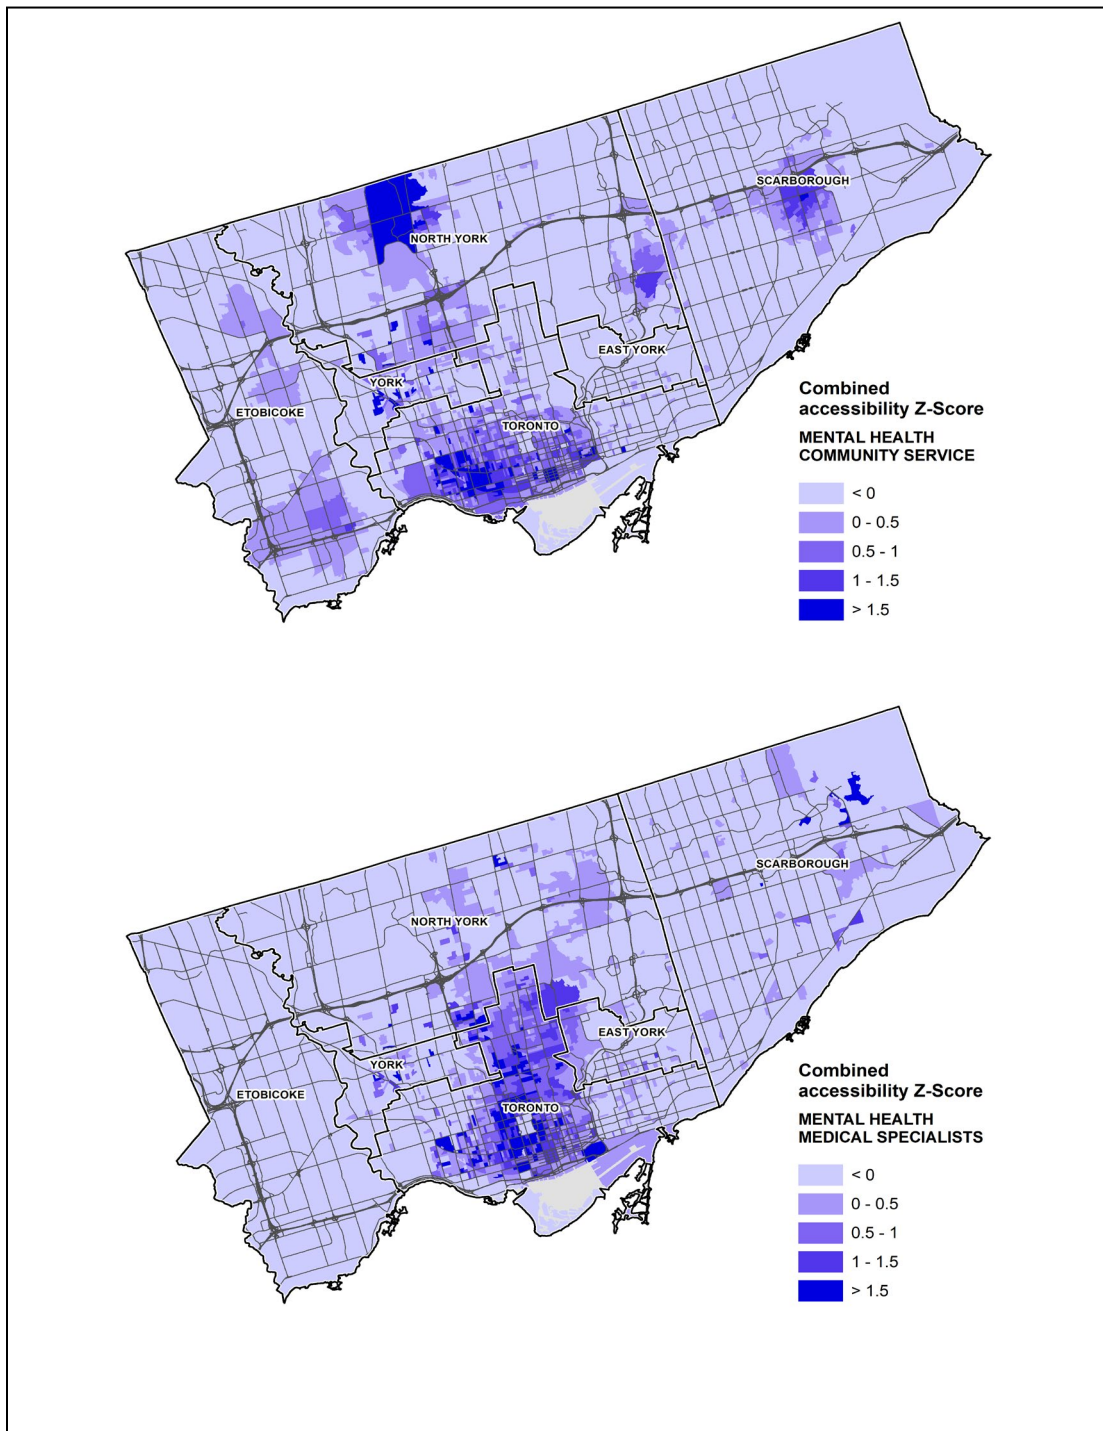 SCARBOROUGH
NORTH YORK
EAST YORK
YORK
ETOBICOKE
TORONTO
Combined
accessibility Z-Score
MENTAL HEALTH
COMMUNITY SERVICE
< 0
0 - 0.5
0.5 - 1
1 - 1.5
> 1.5
SCARBOROUGH
NORTH YORK
EAST YORK
YORK
ETOBICOKE
TORONTO
Combined
accessibility Z-Score
MENTAL HEALTH
MEDICAL SPECIALISTS
< 0
0 - 0.5
0.5 - 1
1 - 1.5
> 1.5